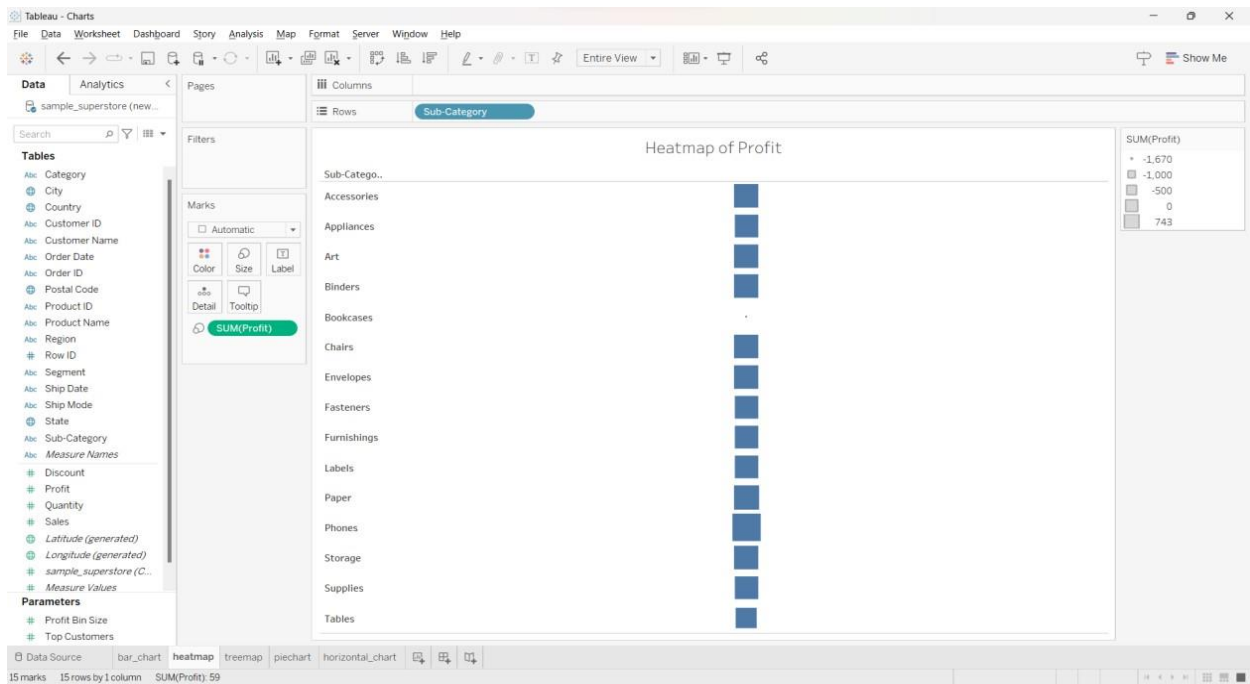 Tableau - Charts
File Data Worksheet Dashboard Story Analysis Map Format Server Window Help
Entire View
Show Me
Data Analytics
sample_superstore (new...
Search
Tables
Category
City
Country
Customer ID
Customer Name
Order Date
Order ID
Postal Code
Product ID
Product Name
Region
Row ID
Segment
Ship Date
Ship Mode
State
Sub-Category
Measure Names
Discount
Profit
Quantity
Sales
Latitude (generated)
Longitude (generated)
sample_superstore (C...
Measure Values
Parameters
Profit Bin Size
Top Customers
Pages
Filters
Marks
Automatic
Color Size Label
Detail Tooltip
SUM(Profit)
Columns
Rows Sub-Category
Heatmap of Profit
Sub-Catego..
Accessories
Appliances
Art
Binders
Bookcases
Chairs
Envelopes
Fasteners
Furnishings
Labels
Paper
Phones
Storage
Supplies
Tables
SUM(Profit)
-1,670
-1,000
-500
0
743
Data Source bar_chart heatmap treemap piechart horizontal_chart
15 marks 15 rows by 1 column SUM(Profit): 59